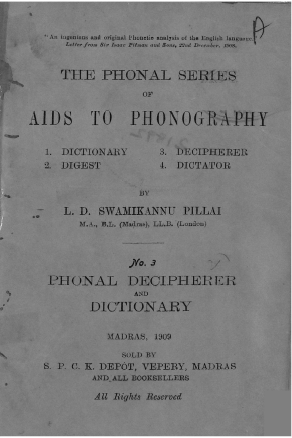 "An ingenious and original Phonetic analysis of the English language."
Letter from Sir Isaac Pitman and Sons, 22nd December, 1908.
A
THE PHONAL SERIES
OF
AIDS TO PHONOGRAPHY
1. DICTIONARY 3. DECIPHERER
2. DIGEST 4. DICTATOR
BY
L. D. SWAMIKANNU PILLAI
M.A., B.L. (Madras), LL.B. (London)
No. 3
PHONAL DECIPHERER
AND
DICTIONARY
MADRAS, 1909
SOLD BY
S. P. C. K. DEPÔT, VEPERY, MADRAS
AND ALL BOOKSELLERS
All Rights Reserved